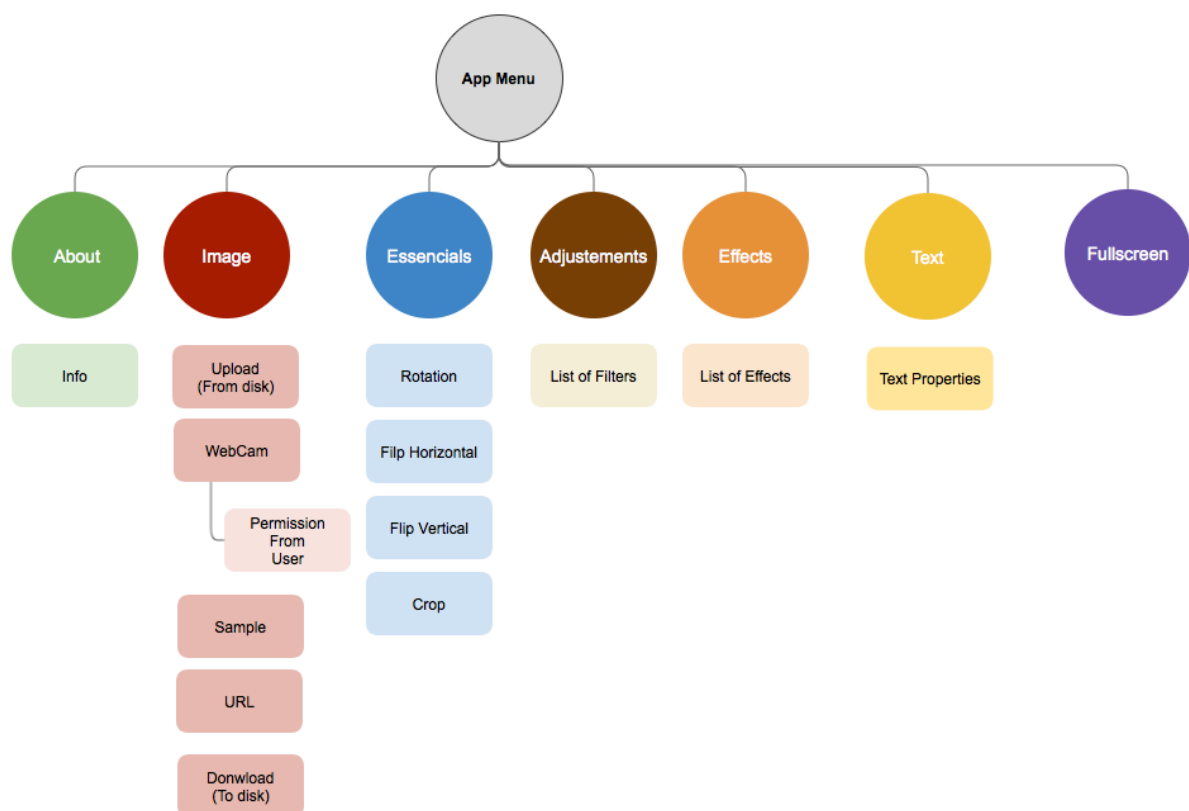 App Menu
About
Image
Essencials
Adjustements
Effects
Text
Fullscreen
Info
Upload
(From disk)
WebCam
Permission
From
User
Sample
URL
Donwload
(To disk)
Rotation
Filp Horizontal
Flip Vertical
Crop
List of Filters
List of Effects
Text Properties